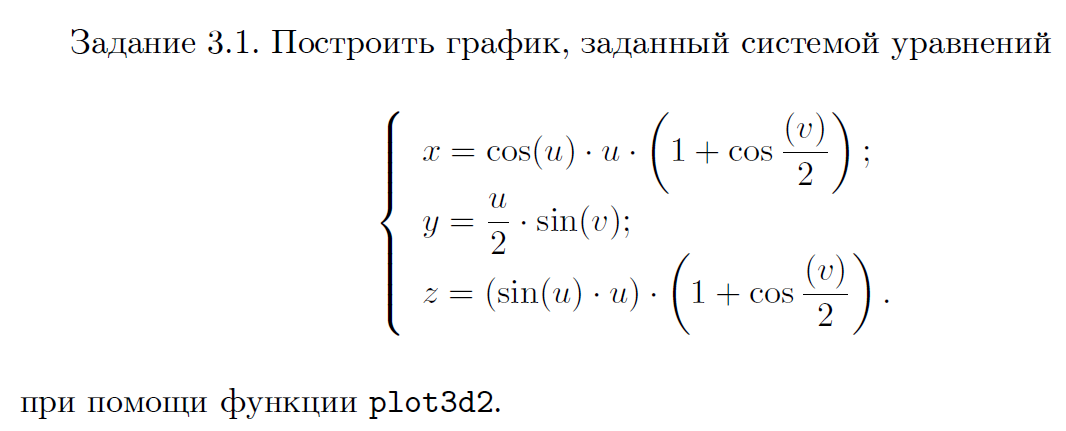 Задание 3.1. Построить график, заданный системой уравнений
x = cos(u) · u · (1 + cos (v)/2);
y = u/2 · sin(v);
z = (sin(u) · u) · (1 + cos (v)/2).
при помощи функции plot3d2.